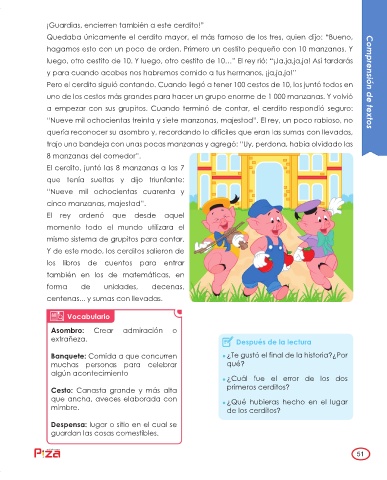 ¡Guardias, encierren también a este cerdito!"
Quedaba únicamente el cerdito mayor, el más famoso de los tres, quien dijo: "Bueno,
hagamos esto con un poco de orden. Primero un cestito pequeño con 10 manzanas. Y
luego, otro cestito de 10. Y luego, otro cestito de 10…" El rey rió: "¡Ja,ja,ja,ja! Así tardarás
y para cuando acabes nos habremos comido a tus hermanos, ¡ja,ja,ja!"
Pero el cerdito siguió contando. Cuando llegó a tener 100 cestos de 10, los juntó todos en
uno de los cestos más grandes para hacer un grupo enorme de 1 000 manzanas. Y volvió
a empezar con sus grupitos. Cuando terminó de contar, el cerdito respondió seguro:
"Nueve mil ochocientas treinta y siete manzanas, majestad". El rey, un poco rabioso, no
quería reconocer su asombro y, recordando lo difíciles que eran las sumas con llevadas,
trajo una bandeja con unas pocas manzanas y agregó: "Uy, perdona, había olvidado las
8 manzanas del comedor".
El cerdito, juntó las 8 manzanas a las 7
que tenía sueltas y dijo triunfante:
"Nueve mil ochocientas cuarenta y
cinco manzanas, majestad".
El rey ordenó que desde aquel
momento todo el mundo utilizara el
mismo sistema de grupitos para contar.
Y de este modo, los cerditos salieron de
los libros de cuentos para entrar
también en los de matemáticas, en
forma de unidades, decenas,
centenas... y sumas con llevadas.
Comprensión de textos
Vocabulario
Asombro: Crear admiración o
extrañeza.
Banquete: Comida a que concurren
muchas personas para celebrar
algún acontecimiento
Cesto: Canasta grande y más alta
que ancha, aveces elaborada con
mimbre.
Despensa: lugar o sitio en el cual se
guardan las cosas comestibles.
Después de la lectura
¿Te gustó el final de la historia?¿Por
qué?
¿Cuál fue el error de los dos
primeros cerditos?
¿Qué hubieras hecho en el lugar
de los cerditos?
Piza
51